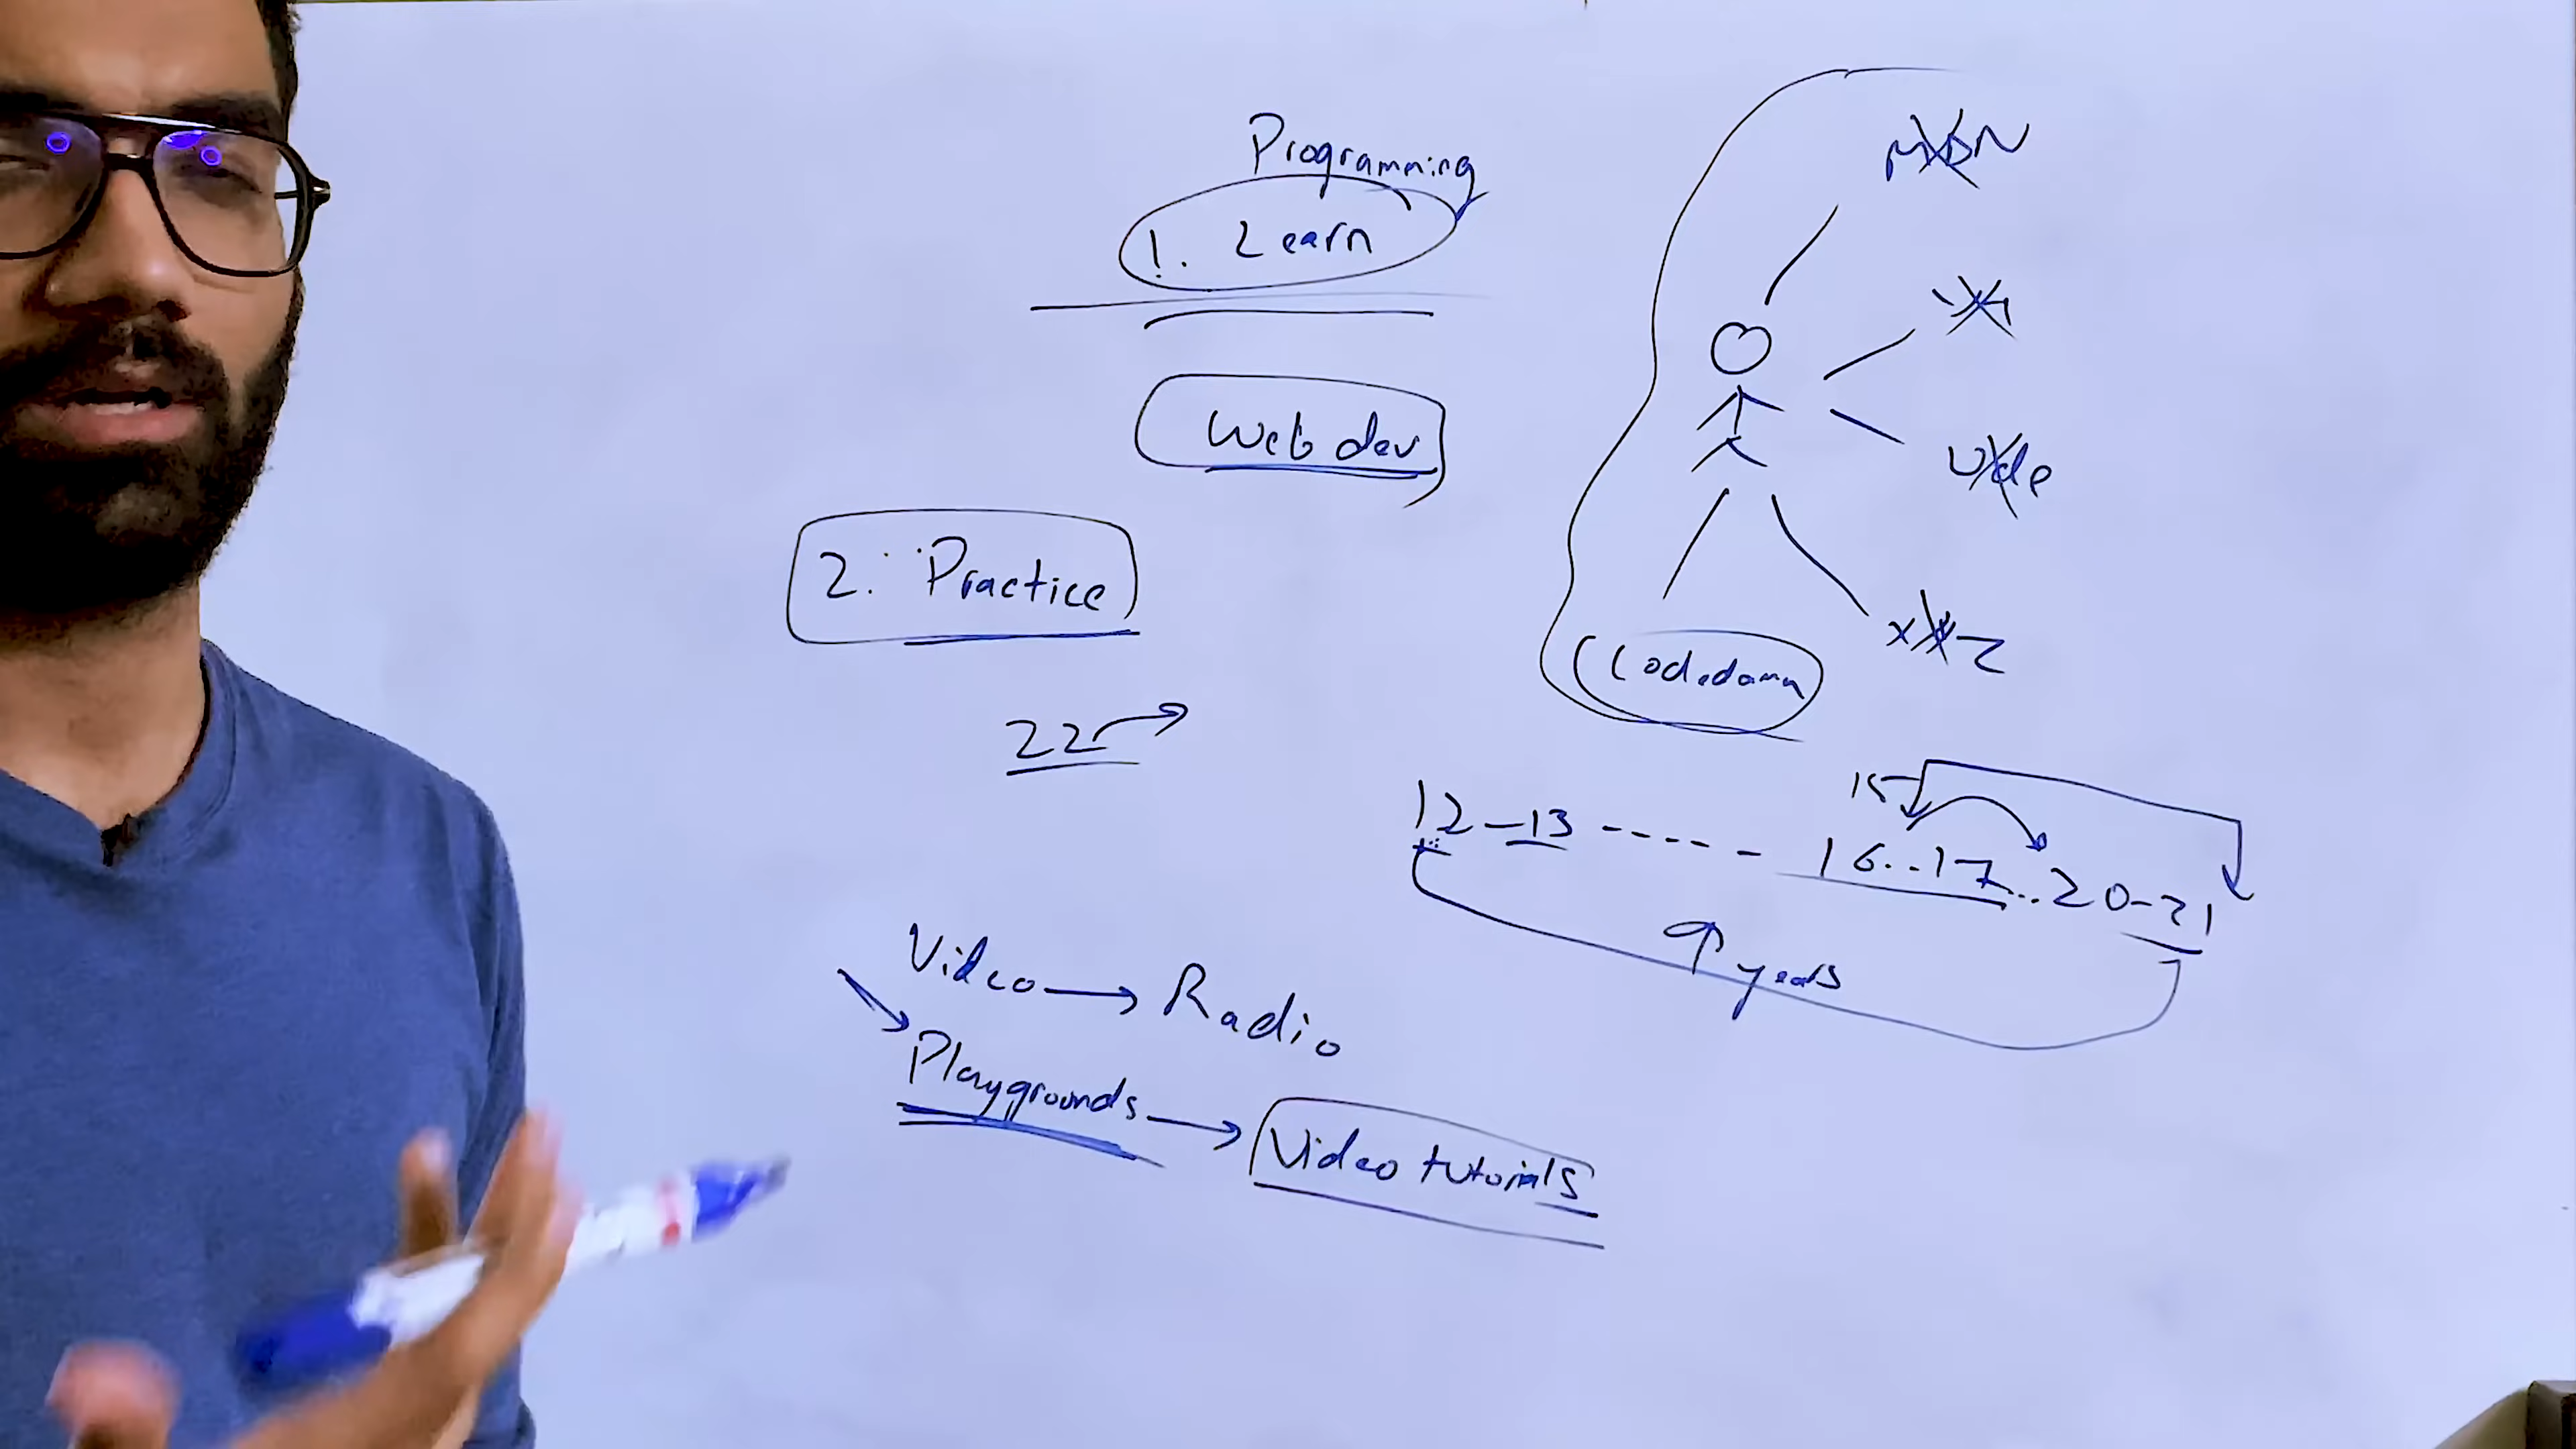 Programming
1. Learn
Web dev
2. Practice
22
Codedamn
15
12-13 ----- 16..17...20-21
9 years
Video → Radio
Playgrounds → Video tutorials